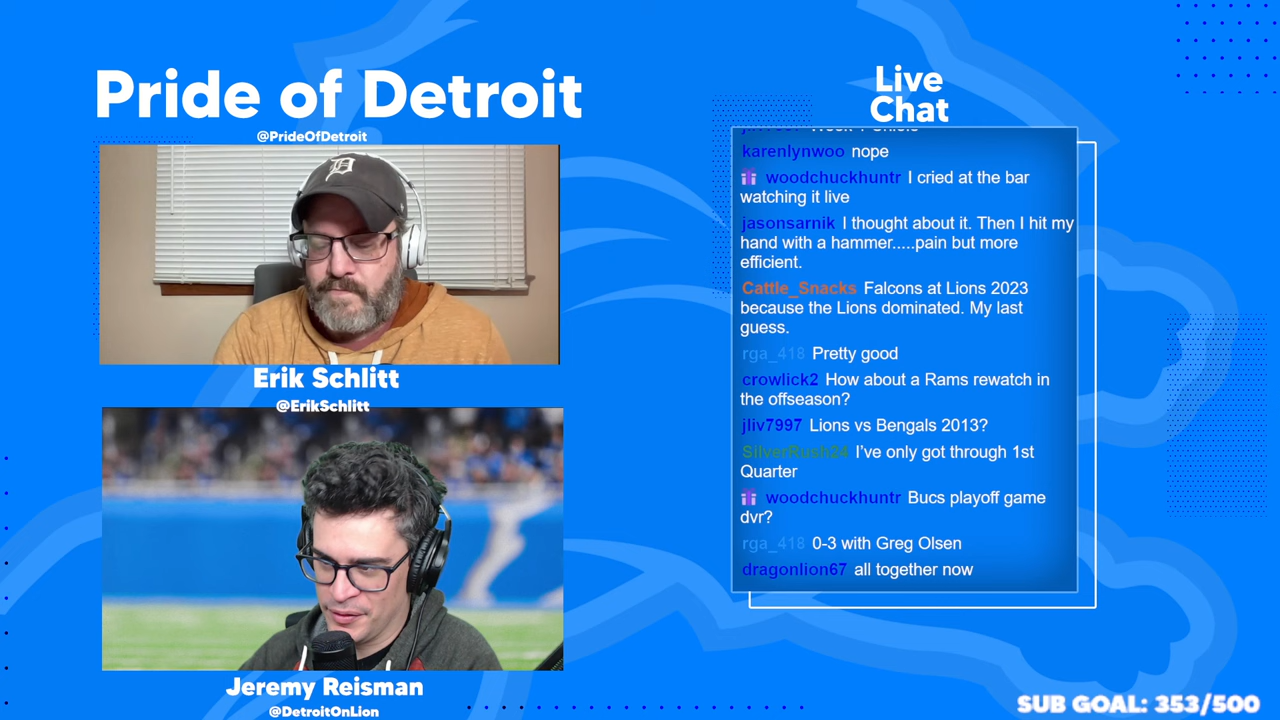 Pride of Detroit
@PrideOfDetroit
D
Erik Schlitt
@ErikSchlitt
Jeremy Reisman
@DetroitOnLion
Live
Chat
karenlynwoo nope
woodchuckhuntr I cried at the bar
watching it live
jasonsarnik I thought about it. Then I hit my
hand with a hammer.....pain but more
efficient.
Cattle_Snacks Falcons at Lions 2023
because the Lions dominated. My last
guess.
rga_418 Pretty good
crowlick2 How about a Rams rewatch in
the offseason?
jliv7997 Lions vs Bengals 2013?
SilverRush24 I've only got through 1st
Quarter
woodchuckhuntr Bucs playoff game
dvr?
rga_418 0-3 with Greg Olsen
dragonlion67 all together now
SUB GOAL: 353/500